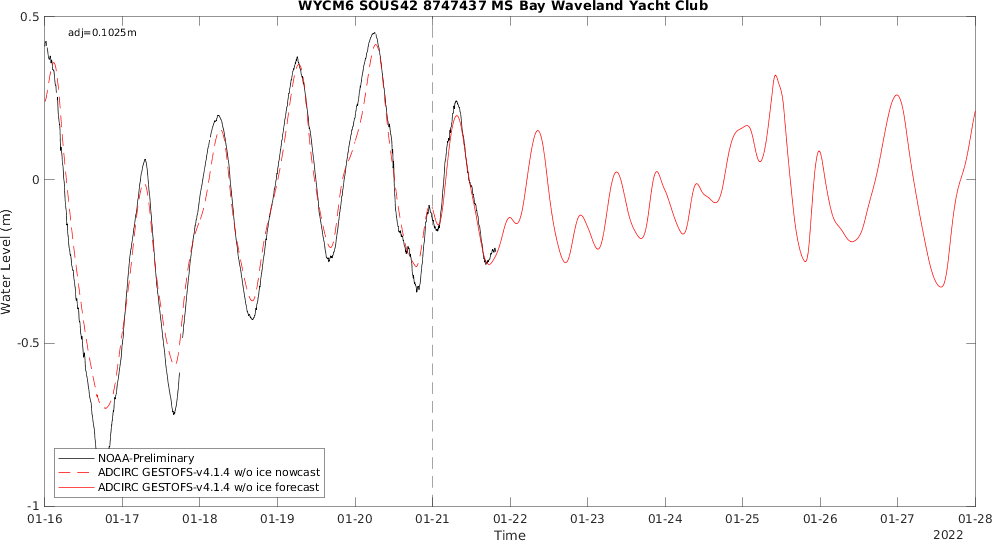 WYCM6 SOUS42 8747437 MS Bay Waveland Yacht Club
adj=0.1025m
0.5
0
-0.5
-1
Water Level (m)
NOAA-Preliminary
ADCIRC GESTOFS-v4.1.4 w/o ice nowcast
ADCIRC GESTOFS-v4.1.4 w/o ice forecast
01-16 01-17 01-18 01-19 01-20 01-21 01-22 01-23 01-24 01-25 01-26 01-27 01-28
Time
2022